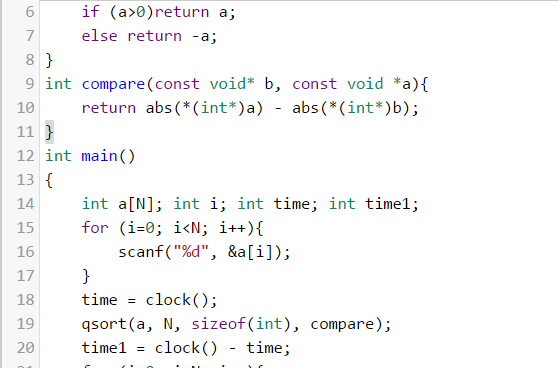 6 if (a>0)return a;
7 else return -a;
8 }
9 int compare(const void* b, const void *a){
10 return abs(*(int*)a) - abs(*(int*)b);
11 }
12 int main()
13 {
14 int a[N]; int i; int time; int time1;
15 for (i=0; i<N; i++){
16 scanf("%d", &a[i]);
17 }
18 time = clock();
19 qsort(a, N, sizeof(int), compare);
20 time1 = clock() - time;